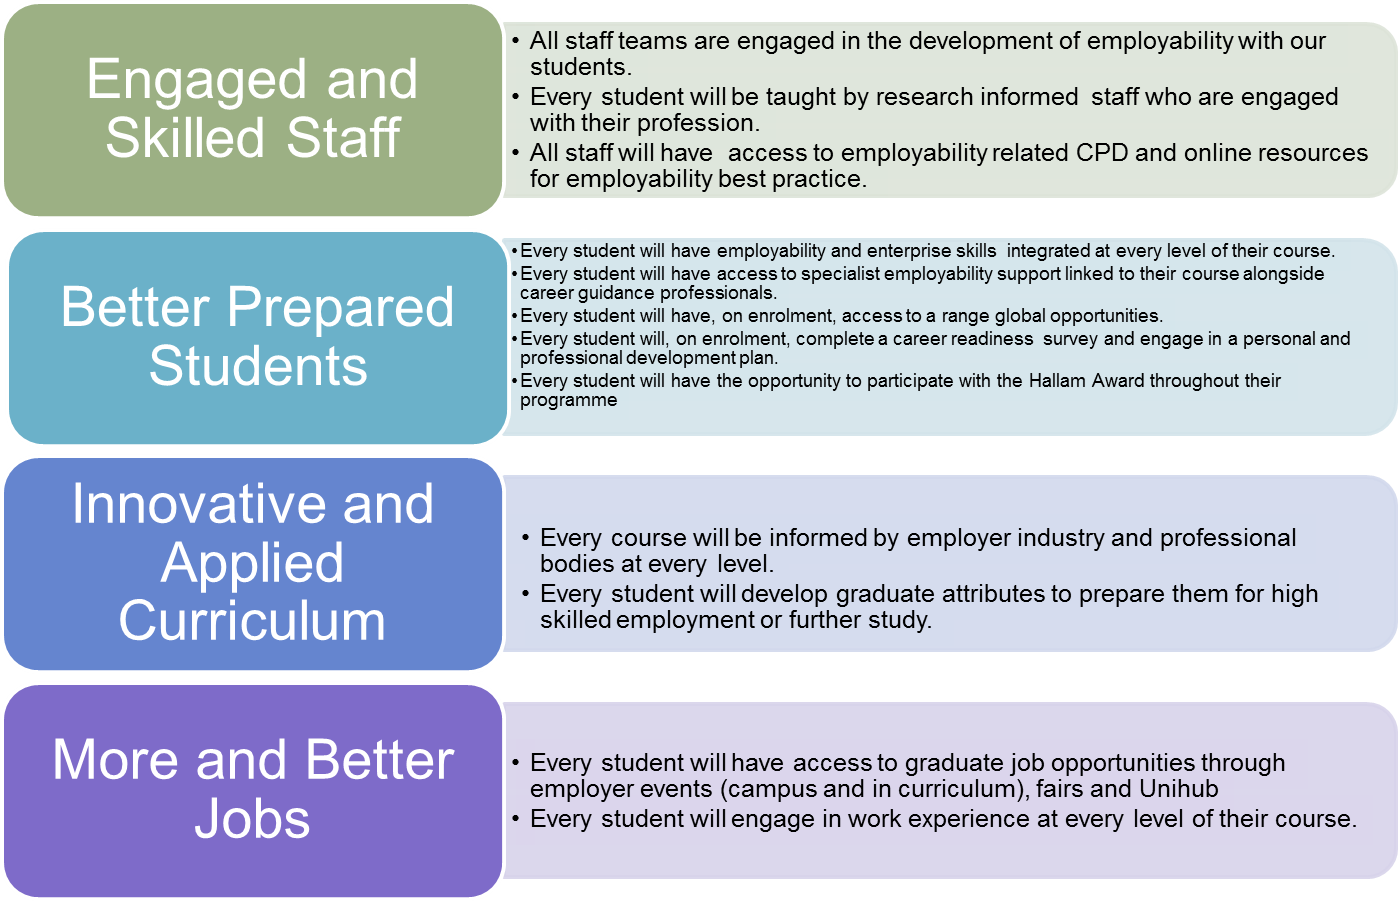 Engaged and
Skilled Staff
• All staff teams are engaged in the development of employability with our
students.
• Every student will be taught by research informed staff who are engaged
with their profession.
• All staff will have access to employability related CPD and online resources
for employability best practice.
Better Prepared
Students
• Every student will have employability and enterprise skills integrated at every level of their course.
• Every student will have access to specialist employability support linked to their course alongside
career guidance professionals.
• Every student will have, on enrolment, access to a range global opportunities.
• Every student will, on enrolment, complete a career readiness survey and engage in a personal and
professional development plan.
• Every student will have the opportunity to participate with the Hallam Award throughout their
programme
Innovative and
Applied
Curriculum
• Every course will be informed by employer industry and professional
bodies at every level.
• Every student will develop graduate attributes to prepare them for high
skilled employment or further study.
More and Better
Jobs
• Every student will have access to graduate job opportunities through
employer events (campus and in curriculum), fairs and Unihub
• Every student will engage in work experience at every level of their course.